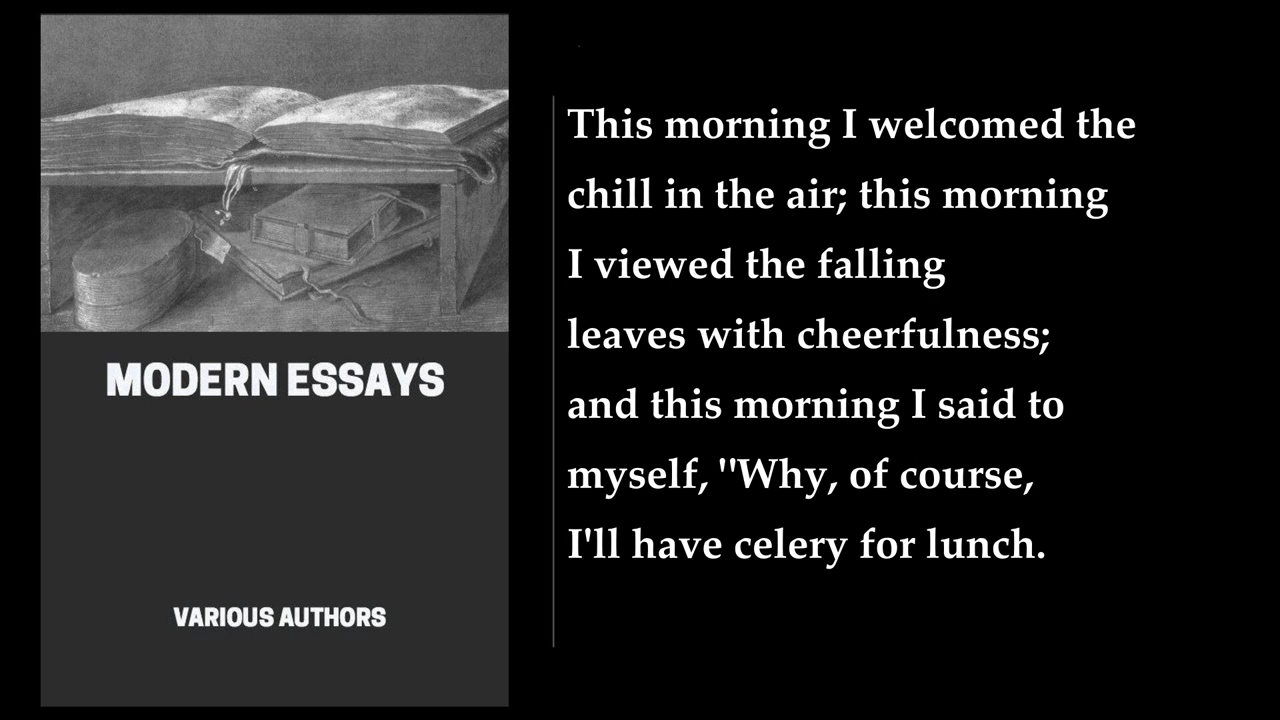 MODERN ESSAYS
VARIOUS AUTHORS
This morning I welcomed the
chill in the air; this morning
I viewed the falling
leaves with cheerfulness;
and this morning I said to
myself, "Why, of course,
I'll have celery for lunch.